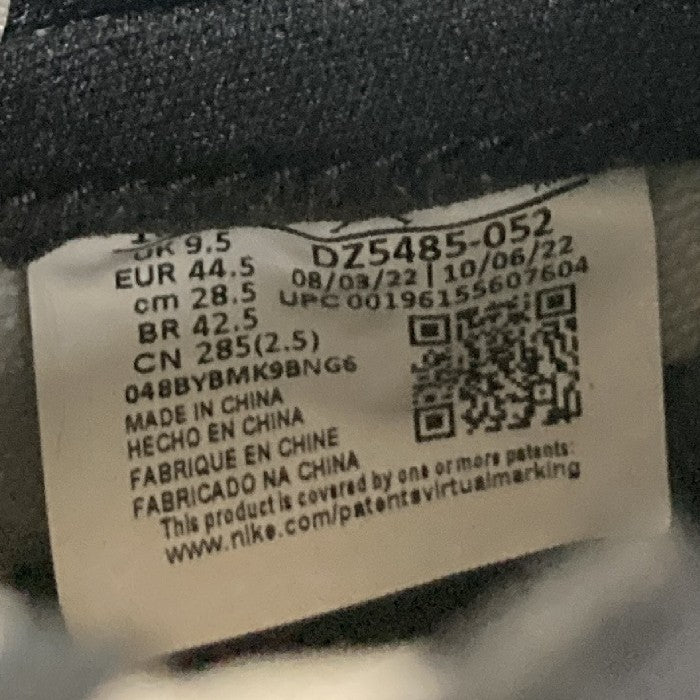 UK 9.5
EUR 44.5
cm 28.5
BR 42.5
CN 285(2.5)
048BYBMK9BNG6
MADE IN CHINA
HECHO EN CHINA
FABRIQUE EN CHINE
FABRICADO NA CHINA
This product is covered by one or more patents:
www.nike.com/patentsvirtualmarking
DZ5485-052
08/03/22 | 10/06/22
UPC 00196155607604